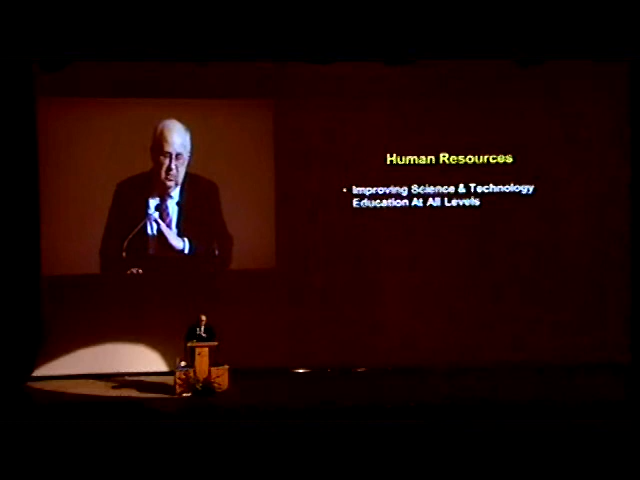 Human Resources
• Improving Science & Technology
Education At All Levels